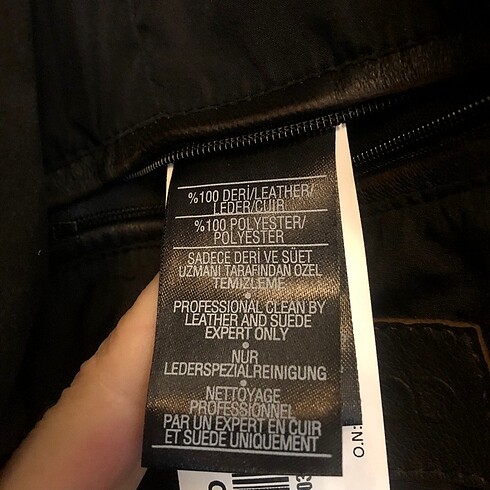 %100 DERİ/LEATHER/
LEDER/CUIR/
%100 POLYESTER/
POLYESTER
SADECE DERİ VE SÜET
UZMANI TARAFINDAN ÖZEL
TEMİZLEME
•
PROFESSIONAL CLEAN BY
LEATHER AND SUEDE
EXPERT ONLY
•
NUR
LEDERSPEZIALREINIGUNG
•
NETTOYAGE
PROFESSIONNEL
PAR UN EXPERT EN CUIR
ET SUEDE UNIQUEMENT
O.N: